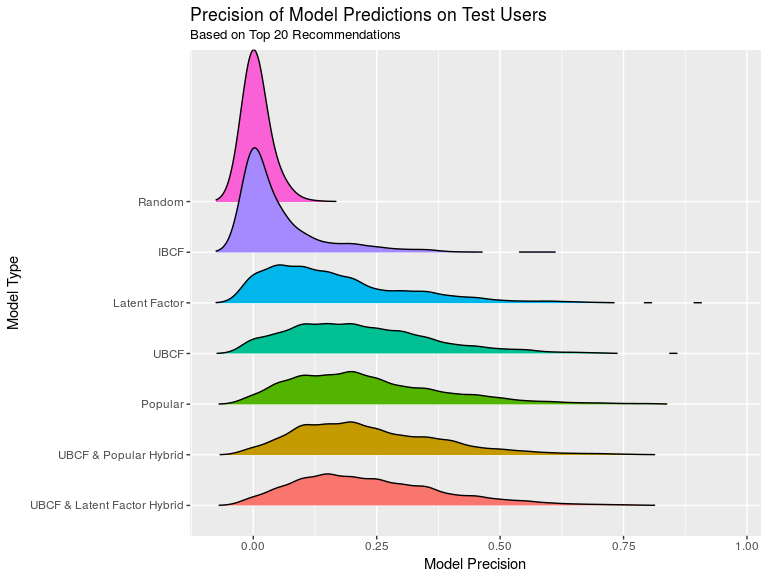 Precision of Model Predictions on Test Users
Based on Top 20 Recommendations
Model Type
Random
IBCF
Latent Factor
UBCF
Popular
UBCF & Popular Hybrid
UBCF & Latent Factor Hybrid
0.00 0.25 0.50 0.75 1.00
Model Precision